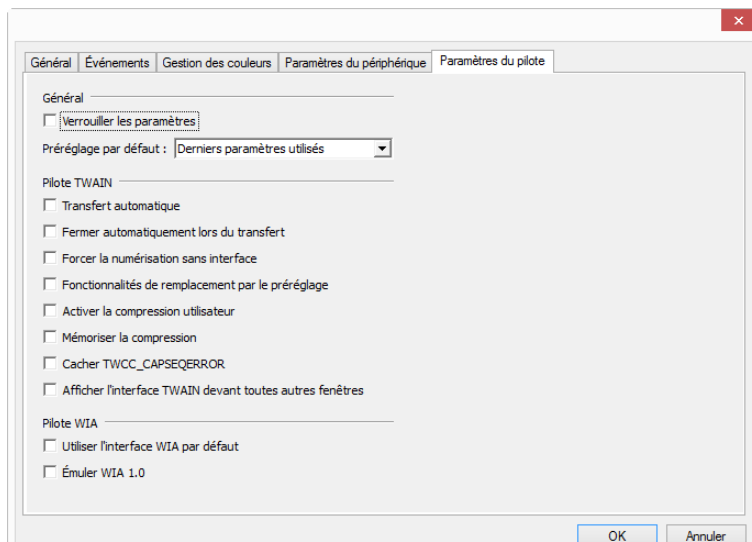 Général Événements Gestion des couleurs Paramètres du périphérique Paramètres du pilote
Général
Verrouiller les paramètres
Préréglage par défaut : Derniers paramètres utilisés
Pilote TWAIN
Transfert automatique
Fermer automatiquement lors du transfert
Forcer la numérisation sans interface
Fonctionnalités de remplacement par le préréglage
Activer la compression utilisateur
Mémoriser la compression
Cacher TWCC_CAPSEQERROR
Afficher l'interface TWAIN devant toutes autres fenêtres
Pilote WIA
Utiliser l'interface WIA par défaut
Émuler WIA 1.0
OK Annuler